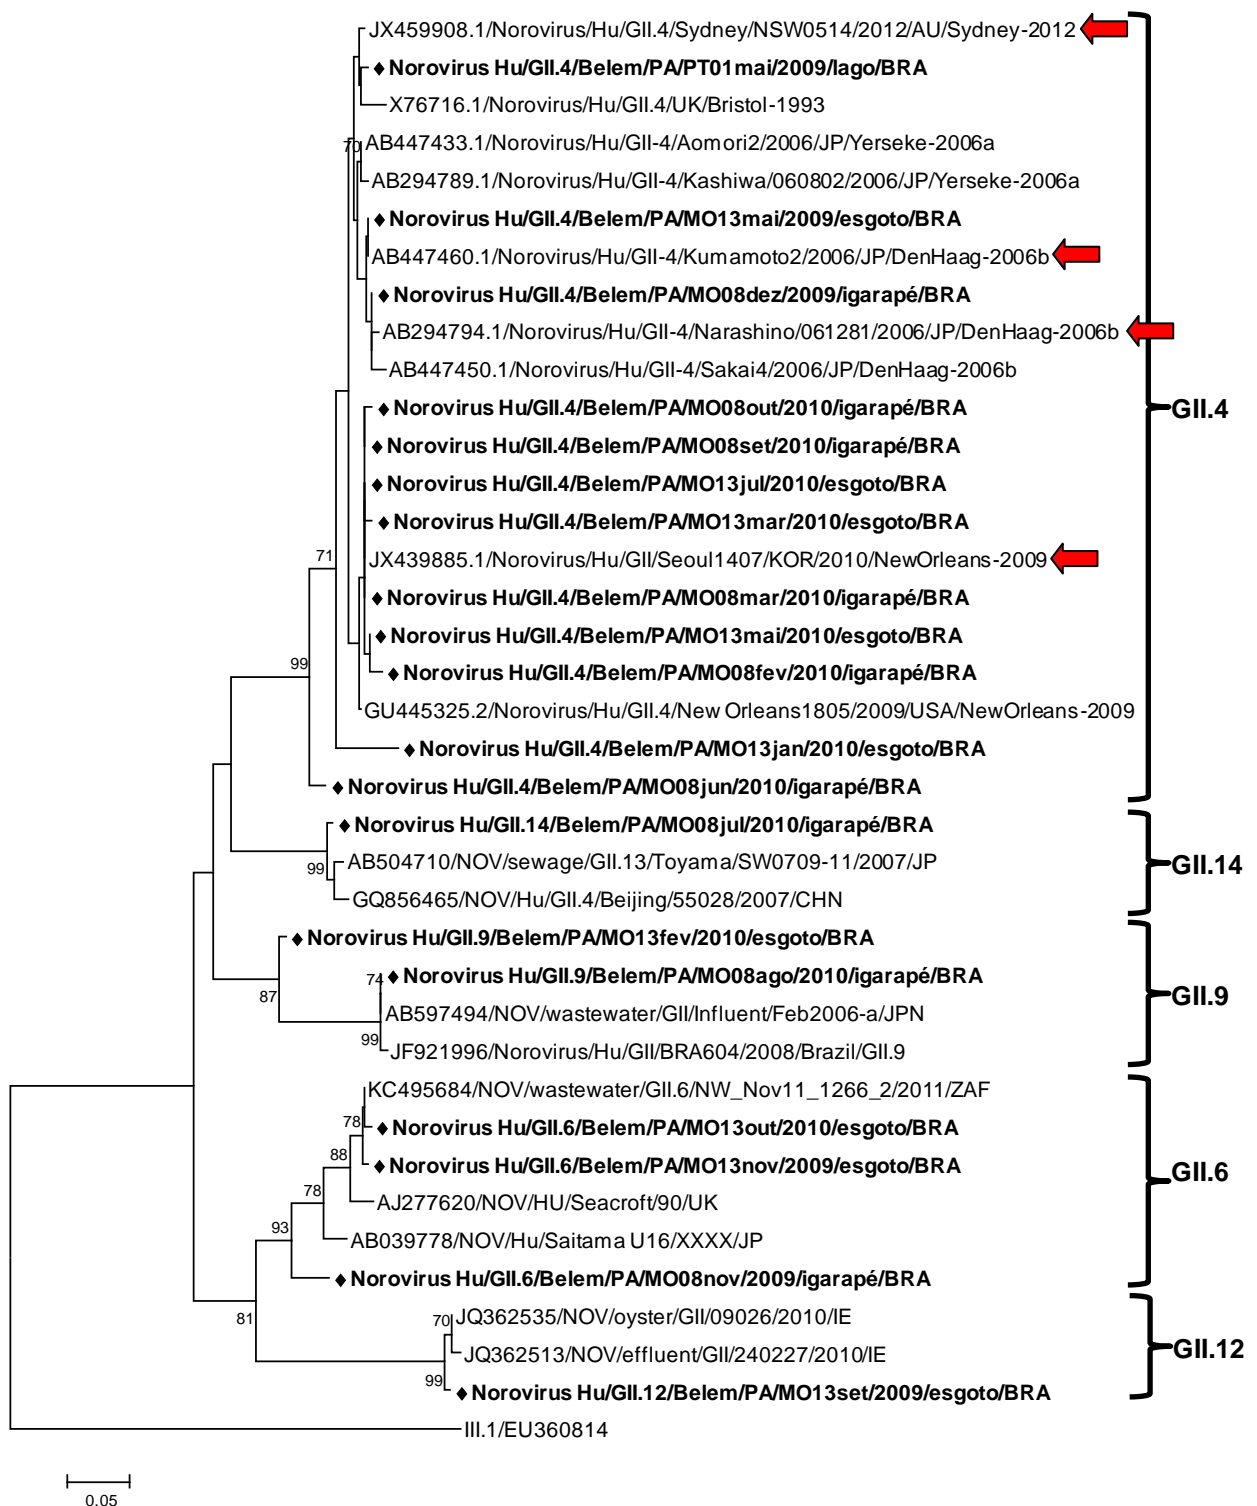 JX459908.1/Norovirus/Hu/GII.4/Sydney/NSW0514/2012/AU/Sydney-2012
♦ Norovirus Hu/GII.4/Belem/PA/PT01mai/2009/lago/BRA
X76716.1/Norovirus/Hu/GII.4/UK/Bristol-1993
70
AB447433.1/Norovirus/Hu/GII-4/Aomori2/2006/JP/Yerseke-2006a
AB294789.1/Norovirus/Hu/GII-4/Kashiwa/060802/2006/JP/Yerseke-2006a
♦ Norovirus Hu/GII.4/Belem/PA/MO13mai/2009/esgoto/BRA
AB447460.1/Norovirus/Hu/GII-4/Kumamoto2/2006/JP/DenHaag-2006b
♦ Norovirus Hu/GII.4/Belem/PA/MO08dez/2009/igarapé/BRA
AB294794.1/Norovirus/Hu/GII-4/Narashino/061281/2006/JP/DenHaag-2006b
AB447450.1/Norovirus/Hu/GII-4/Sakai4/2006/JP/DenHaag-2006b
♦ Norovirus Hu/GII.4/Belem/PA/MO08out/2010/igarapé/BRA
GII.4
♦ Norovirus Hu/GII.4/Belem/PA/MO08set/2010/igarapé/BRA
♦ Norovirus Hu/GII.4/Belem/PA/MO13jul/2010/esgoto/BRA
♦ Norovirus Hu/GII.4/Belem/PA/MO13mar/2010/esgoto/BRA
71
JX439885.1/Norovirus/Hu/GII/Seoul1407/KOR/2010/NewOrleans-2009
♦ Norovirus Hu/GII.4/Belem/PA/MO08mar/2010/igarapé/BRA
♦ Norovirus Hu/GII.4/Belem/PA/MO13mai/2010/esgoto/BRA
99
♦ Norovirus Hu/GII.4/Belem/PA/MO08fev/2010/igarapé/BRA
GU445325.2/Norovirus/Hu/GII.4/New Orleans1805/2009/USA/NewOrleans-2009
♦ Norovirus Hu/GII.4/Belem/PA/MO13jan/2010/esgoto/BRA
♦ Norovirus Hu/GII.4/Belem/PA/MO08jun/2010/igarapé/BRA
♦ Norovirus Hu/GII.14/Belem/PA/MO08jul/2010/igarapé/BRA
99
AB504710/NOV/sewage/GII.13/Toyama/SW0709-11/2007/JP
GII.14
GQ856465/NOV/Hu/GII.4/Beijing/55028/2007/CHN
♦ Norovirus Hu/GII.9/Belem/PA/MO13fev/2010/esgoto/BRA
74
♦ Norovirus Hu/GII.9/Belem/PA/MO08ago/2010/igarapé/BRA
87
GII.9
AB597494/NOV/wastewater/GII/Influent/Feb2006-a/JPN
99
JF921996/Norovirus/Hu/GII/BRA604/2008/Brazil/GII.9
KC495684/NOV/wastewater/GII.6/NW_Nov11_1266_2/2011/ZAF
78
♦ Norovirus Hu/GII.6/Belem/PA/MO13out/2010/esgoto/BRA
88
♦ Norovirus Hu/GII.6/Belem/PA/MO13nov/2009/esgoto/BRA
GII.6
78
AJ277620/NOV/HU/Seacroft/90/UK
93
AB039778/NOV/Hu/Saitama U16/XXXX/JP
♦ Norovirus Hu/GII.6/Belem/PA/MO08nov/2009/igarapé/BRA
81
70
JQ362535/NOV/oyster/GII/09026/2010/IE
GII.12
JQ362513/NOV/effluent/GII/240227/2010/IE
99
♦ Norovirus Hu/GII.12/Belem/PA/MO13set/2009/esgoto/BRA
III.1/EU360814
0.05